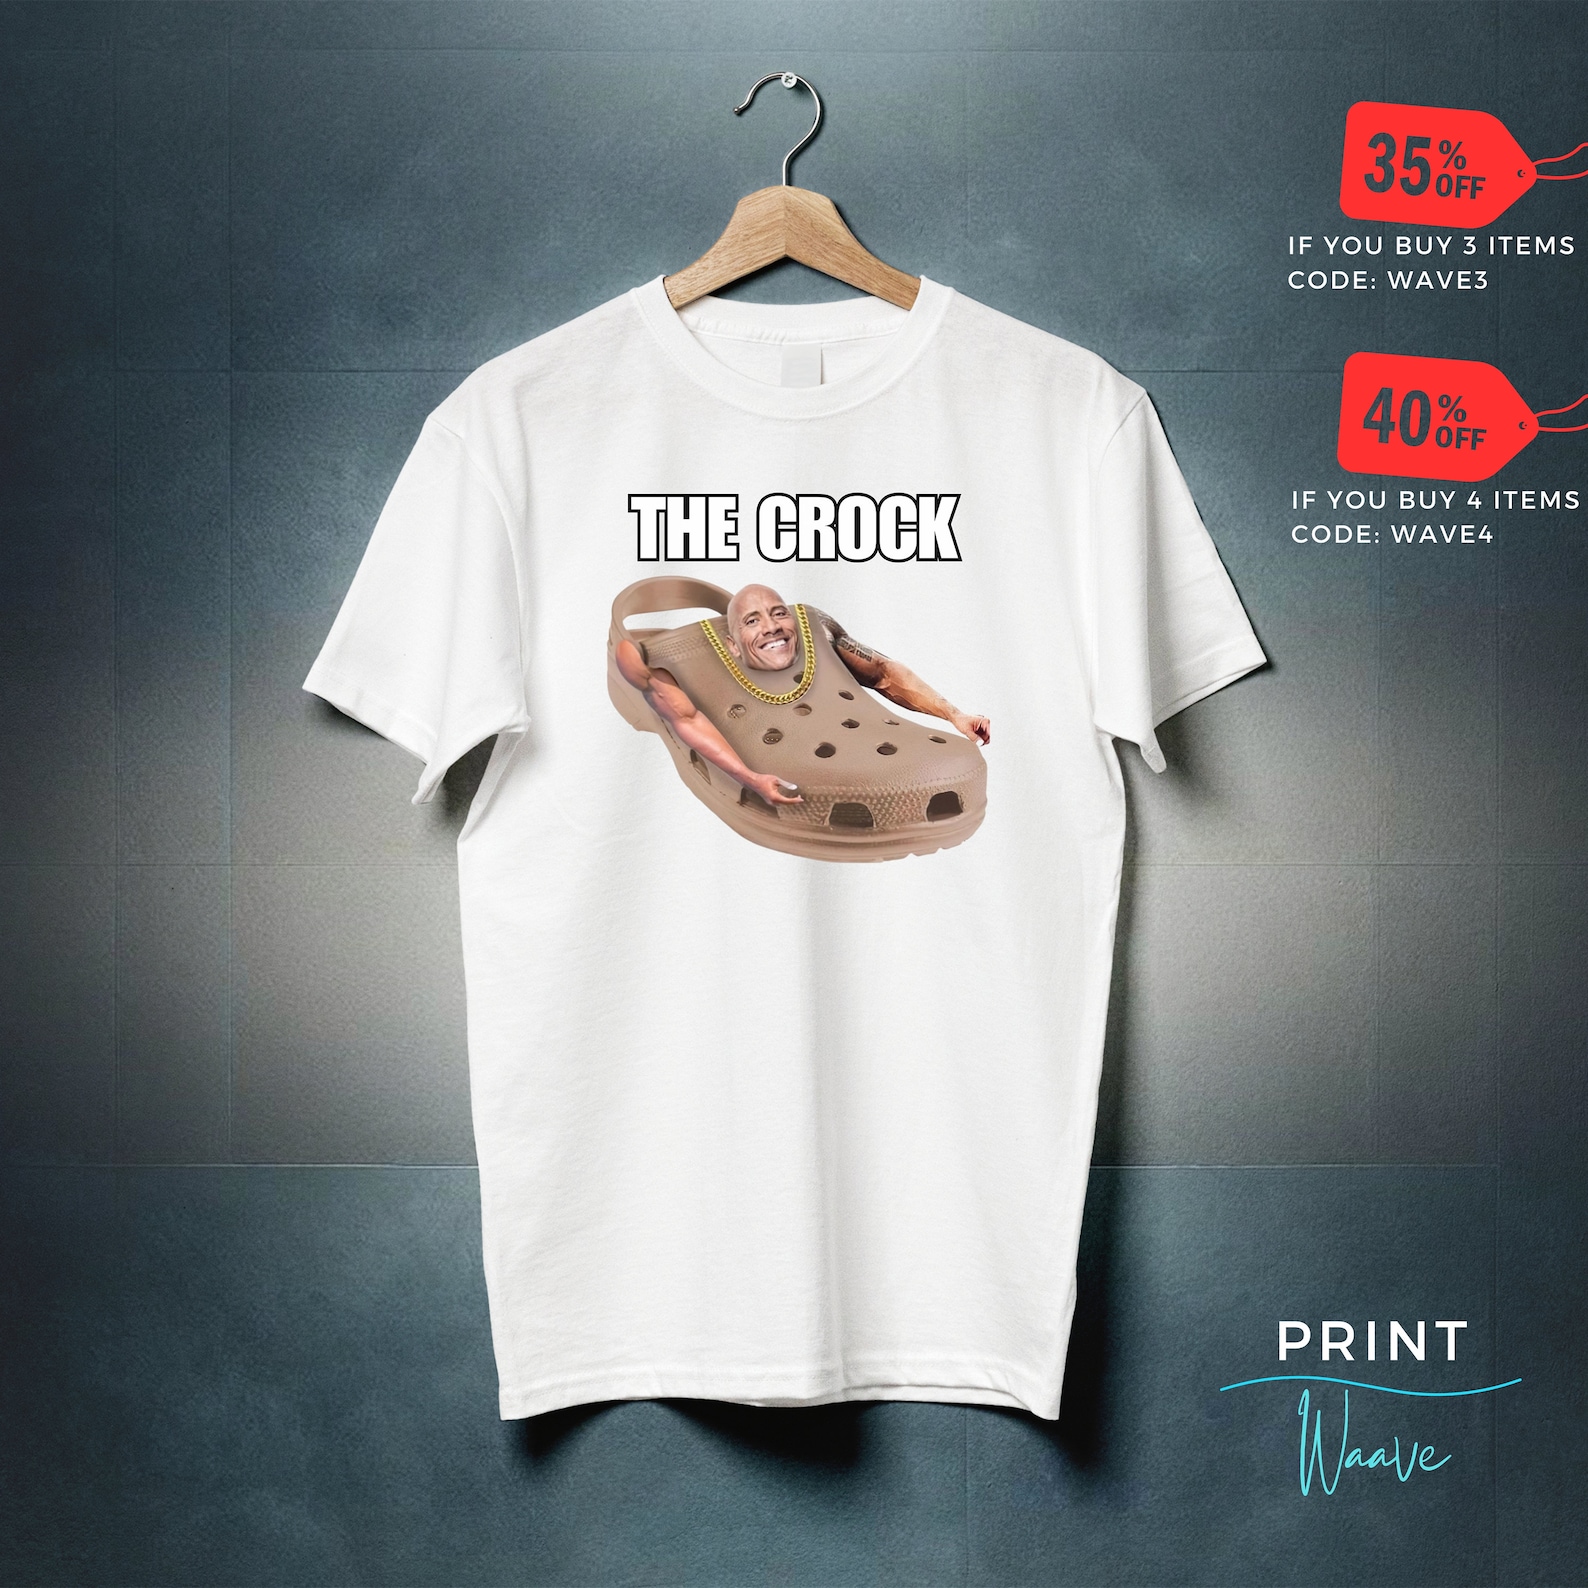 THE CROCK
35% OFF
IF YOU BUY 3 ITEMS
CODE: WAVE3
40% OFF
IF YOU BUY 4 ITEMS
CODE: WAVE4
PRINT
Waave